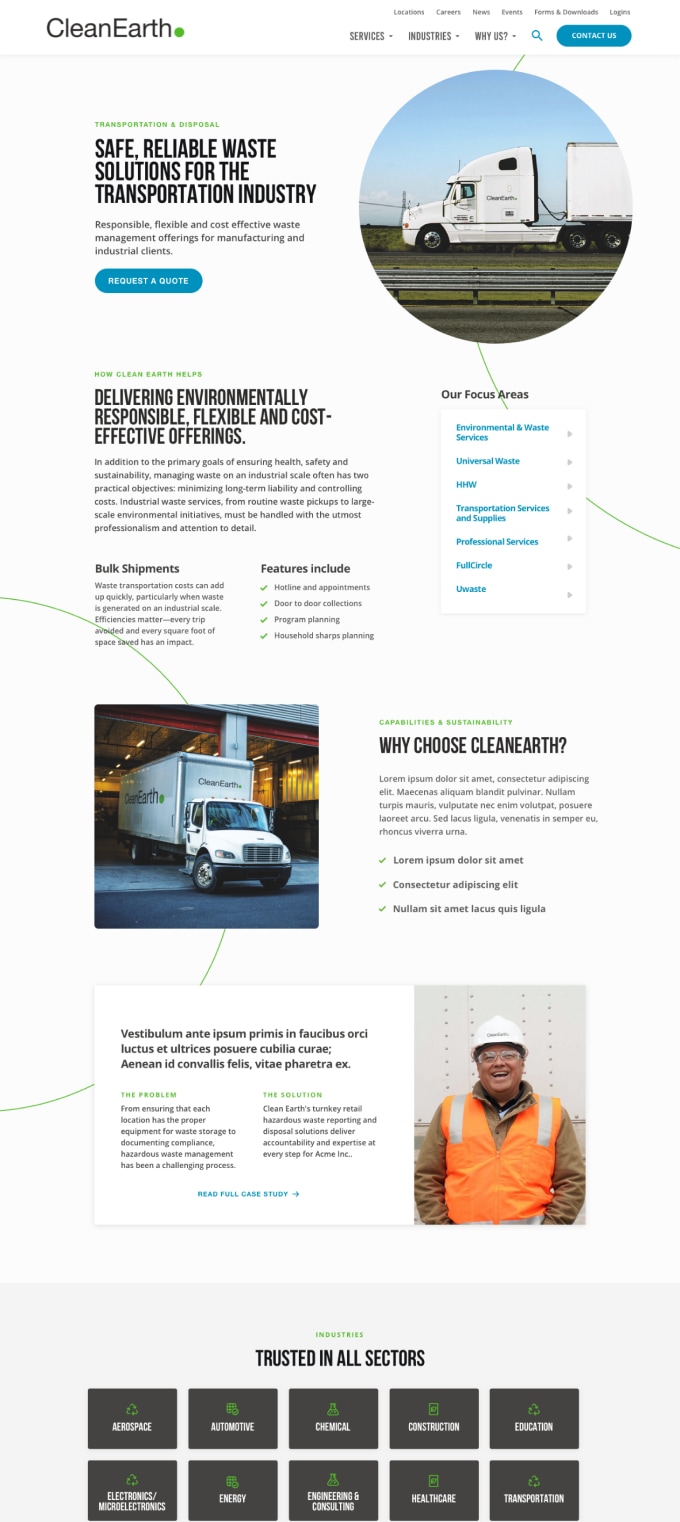 Locations Careers News Events Forms & Downloads Logins
CleanEarth
SERVICES INDUSTRIES WHY US? CONTACT US
TRANSPORTATION & DISPOSAL
SAFE, RELIABLE WASTE
SOLUTIONS FOR THE
TRANSPORTATION INDUSTRY
Responsible, flexible and cost effective waste
management offerings for manufacturing and
industrial clients.
REQUEST A QUOTE
CleanEarth
HOW CLEAN EARTH HELPS
DELIVERING ENVIRONMENTALLY
RESPONSIBLE, FLEXIBLE AND COST-
EFFECTIVE OFFERINGS.
In addition to the primary goals of ensuring health, safety and
sustainability, managing waste on an industrial scale often has two
practical objectives: minimizing long-term liability and controlling
costs. Industrial waste services, from routine waste pickups to large-
scale environmental initiatives, must be handled with the utmost
professionalism and attention to detail.
Bulk Shipments
Waste transportation costs can add
up quickly, particularly when waste
is generated on an industrial scale.
Efficiencies matter—every trip
avoided and every square foot of
space saved has an impact.
Features include
Hotline and appointments
Door to door collections
Program planning
Household sharps planning
Our Focus Areas
Environmental & Waste
Services
Universal Waste
HHW
Transportation Services
and Supplies
Professional Services
FullCircle
Uwaste
CleanEarth
CleanEarth
CAPABILITIES & SUSTAINABILITY
WHY CHOOSE CLEANEARTH?
Lorem ipsum dolor sit amet, consectetur adipiscing
elit. Maecenas aliquam blandit pulvinar. Nullam
turpis mauris, vulputate nec enim volutpat, posuere
laoreet arcu. Sed lacus ligula, venenatis in semper eu,
rhoncus viverra urna.
Lorem ipsum dolor sit amet
Consectetur adipiscing elit
Nullam sit amet lacus quis ligula
Vestibulum ante ipsum primis in faucibus orci
luctus et ultrices posuere cubilia curae;
Aenean id convallis felis, vitae pharetra ex.
THE PROBLEM
From ensuring that each
location has the proper
equipment for waste storage to
documenting compliance,
hazardous waste management
has been a challenging process.
THE SOLUTION
Clean Earth's turnkey retail
hazardous waste reporting and
disposal solutions deliver
accountability and expertise at
every step for Acme Inc..
READ FULL CASE STUDY
CleanEarth
INDUSTRIES
TRUSTED IN ALL SECTORS
AEROSPACE
AUTOMOTIVE
CHEMICAL
CONSTRUCTION
EDUCATION
ELECTRONICS/
MICROELECTRONICS
ENERGY
ENGINEERING &
CONSULTING
HEALTHCARE
TRANSPORTATION